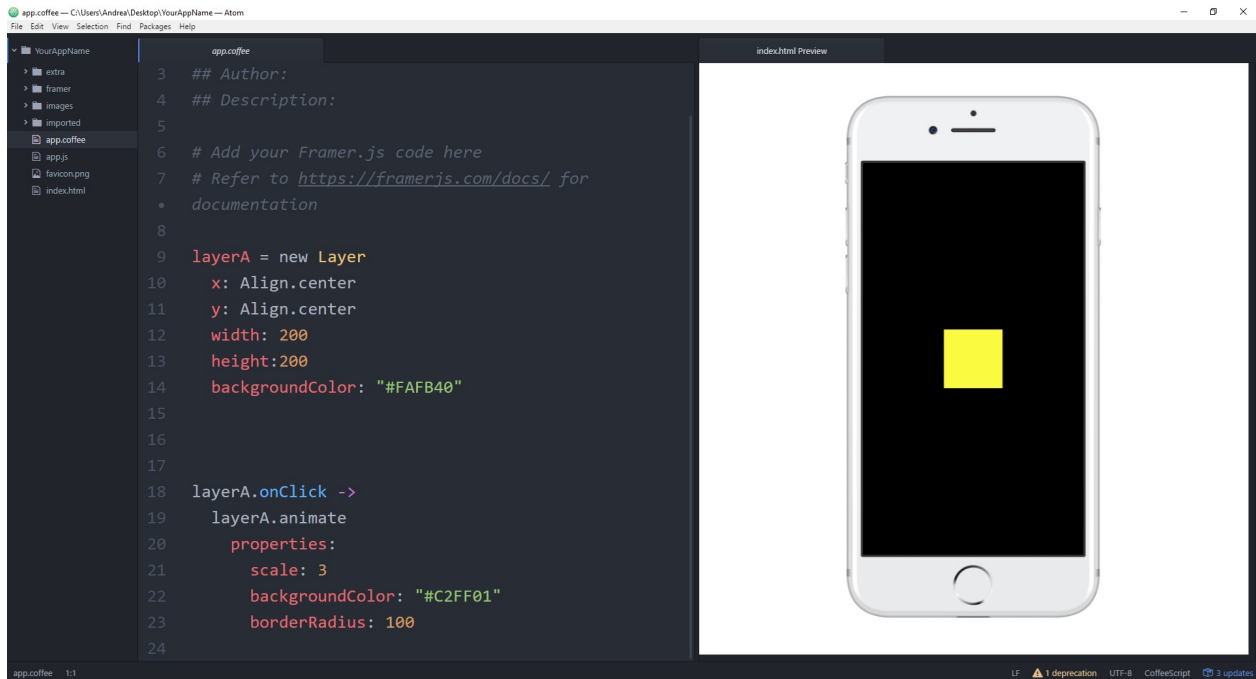 app.coffee — C:\Users\Andrea\Desktop\YourAppName — Atom
File Edit View Selection Find Packages Help
YourAppName
extra
framer
images
imported
app.coffee
app.js
favicon.png
index.html
app.coffee
3 ## Author:
4 ## Description:
5
6 # Add your Framer.js code here
7 # Refer to https://framerjs.com/docs/ for
• documentation
8
9 layerA = new Layer
10 x: Align.center
11 y: Align.center
12 width: 200
13 height:200
14 backgroundColor: "#FAFB40"
15
16
17
18 layerA.onClick ->
19 layerA.animate
20 properties:
21 scale: 3
22 backgroundColor: "#C2FF01"
23 borderRadius: 100
24
index.html Preview
app.coffee 1:1
LF 1 deprecation UTF-8 CoffeeScript 3 updates